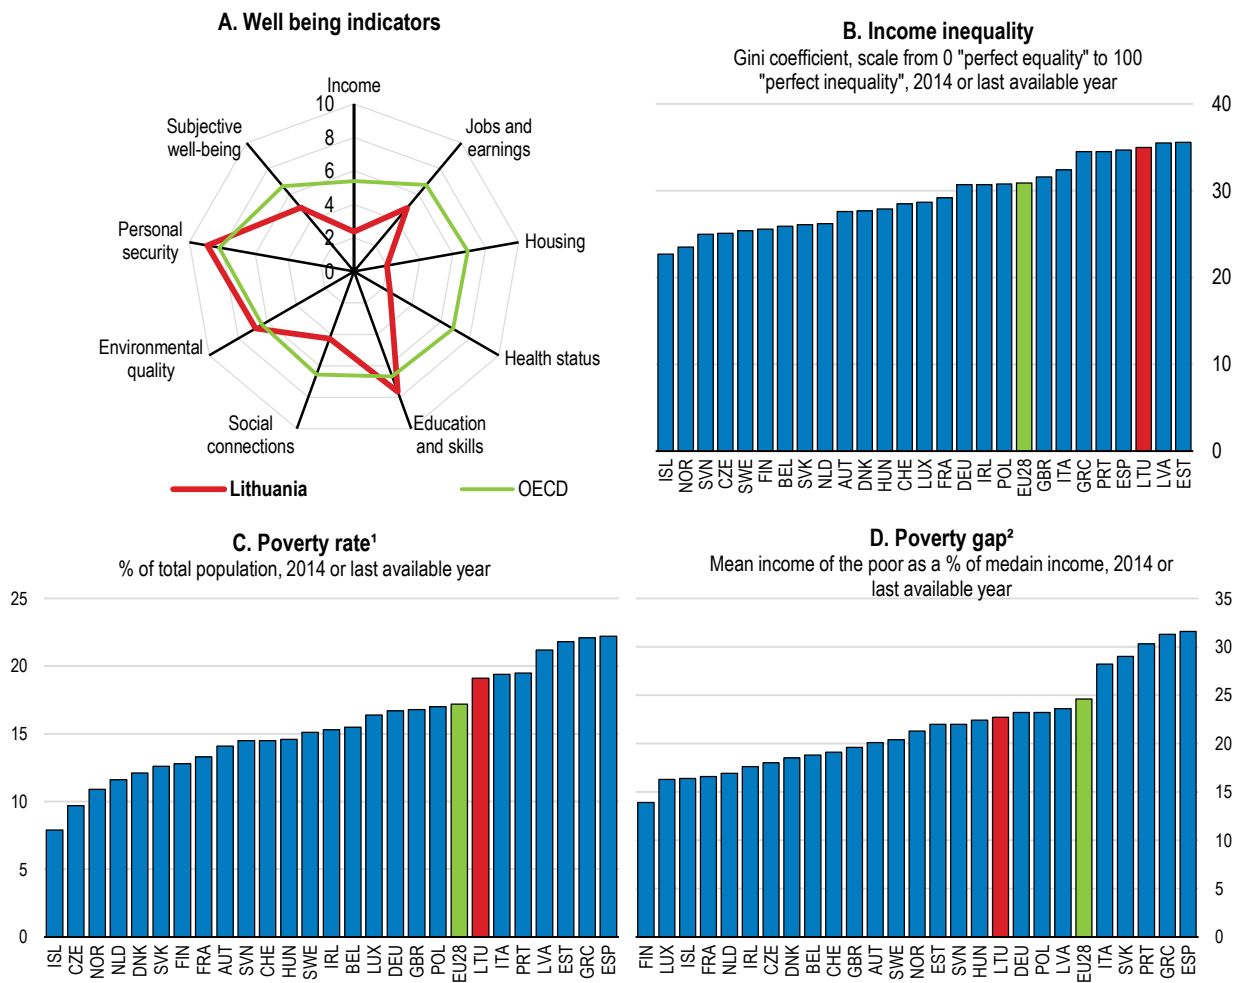 A. Well being indicators
Income
10
8
6
4
2
0
Jobs and
earnings
Housing
Health status
Education
and skills
Social
connections
Environmental
quality
Personal
security
Subjective
well-being
Lithuania
OECD
B. Income inequality
Gini coefficient, scale from 0 "perfect equality" to 100
"perfect inequality", 2014 or last available year
40
30
20
10
0
ISL NOR SVN CZE SWE FIN BEL SVK NLD AUT DNK HUN CHE LUX FRA DEU IRL POL EU28 GBR ITA GRC PRT ESP LTU LVA EST
C. Poverty rate¹
% of total population, 2014 or last available year
25
20
15
10
5
0
ISL CZE NOR NLD DNK SVK FIN FRA AUT SVN CHE HUN SWE IRL BEL LUX DEU GBR POL EU28 LTU ITA PRT LVA EST GRC ESP
D. Poverty gap²
Mean income of the poor as a % of medain income, 2014 or
last available year
35
30
25
20
15
10
5
0
FIN LUX ISL FRA NLD IRL CZE DNK BEL CHE GBR AUT SWE NOR EST SVN HUN LTU DEU POL LVA EU28 ITA SVK PRT GRC ESP